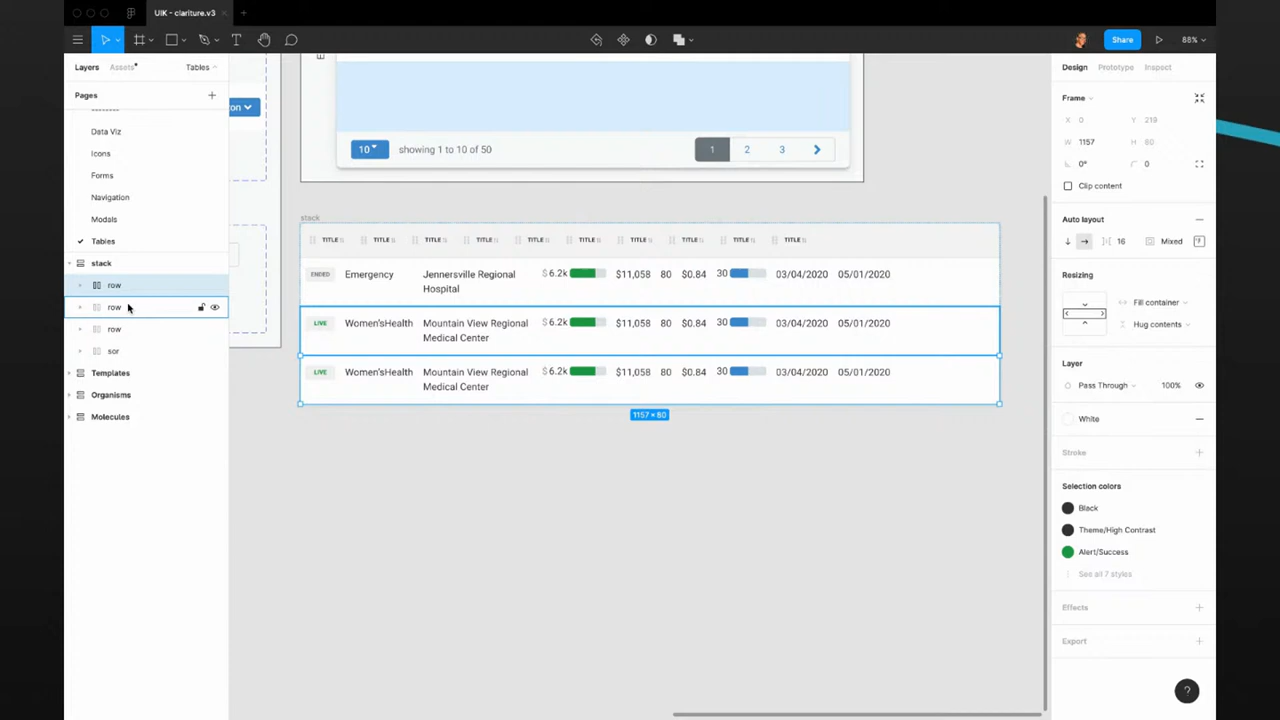 UIK - clariture.v3
Share
88%
Layers
Assets
Tables
Pages
Data Viz
Icons
Forms
Navigation
Modals
Tables
stack
row
row
row
sor
Templates
Organisms
Molecules
on
10
showing 1 to 10 of 50
1
2
3
stack
TITLE TITLE TITLE TITLE TITLE TITLE TITLE TITLE TITLE TITLE
ENDED Emergency Jennersville Regional Hospital $6.2k $11,058 80 $0.84 30 03/04/2020 05/01/2020
LIVE Women'sHealth Mountain View Regional Medical Center $6.2k $11,058 80 $0.84 30 03/04/2020 05/01/2020
LIVE Women'sHealth Mountain View Regional Medical Center $6.2k $11,058 80 $0.84 30 03/04/2020 05/01/2020
1157 × 80
Design Prototype Inspect
Frame
X 0 Y 219
W 1157 H 80
0° 0
Clip content
Auto layout
16 Mixed
Resizing
Fill container
Hug contents
Layer
Pass Through 100%
White
Stroke
Selection colors
Black
Theme/High Contrast
Alert/Success
See all 7 styles
Effects
Export
?